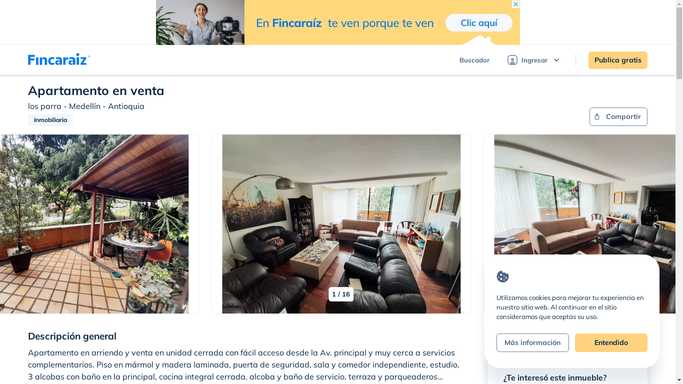 En Fincaraíz te ven porque te ven
Clic aquí
Fincaraiz
Buscador
Ingresar
Publica gratis
Apartamento en venta
los parra - Medellín - Antioquia
Inmobiliaria
Compartir
1 / 16
Utilizamos cookies para mejorar tu experiencia en
nuestro sitio web. Al continuar en el sitio
consideramos que aceptas su uso.
Más información
Entendido
Descripción general
Apartamento en arriendo y venta en unidad cerrada con fácil acceso desde la Av. principal y muy cerca a servicios
complementarios. Piso en mármol y madera laminada, puerta de seguridad, sala y comedor independiente, estudio,
3 alcobas con baño en la principal, cocina integral cerrada, alcoba y baño de servicio, terraza y parqueaderos...
¿Te interesó este inmueble?